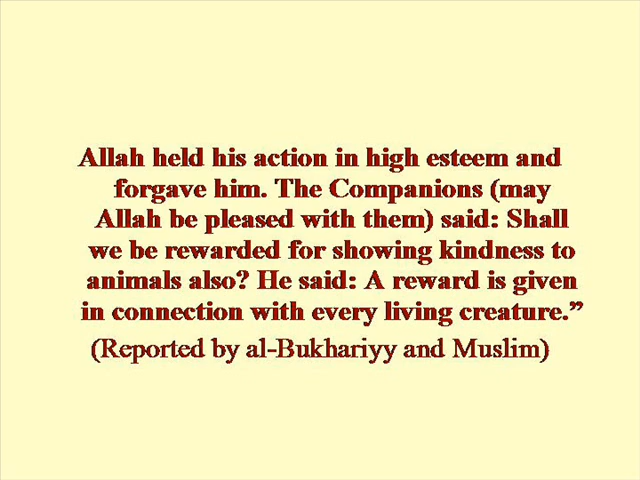 Allah held his action in high esteem and
forgave him. The Companions (may
Allah be pleased with them) said: Shall
we be rewarded for showing kindness to
animals also? He said: A reward is given
in connection with every living creature.”
(Reported by al-Bukhariyy and Muslim)